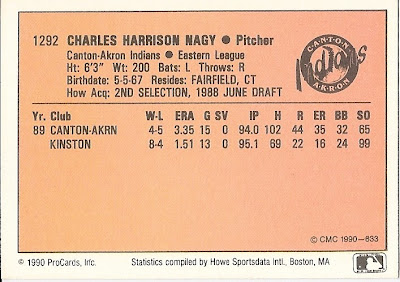 1292 CHARLES HARRISON NAGY ● Pitcher
Canton-Akron Indians ● Eastern League
Ht: 6'3" Wt: 200 Bats: L Throws: R
Birthdate: 5-5-67 Resides: FAIRFIELD, CT
How Acq: 2ND SELECTION, 1988 JUNE DRAFT
CANTON
Indians
AKRON
Yr. Club W-L ERA G SV IP H R ER BB SO
89 CANTON-AKRN 4-5 3.35 15 0 94.0 102 44 35 32 65
KINSTON 8-4 1.51 13 0 95.1 69 22 16 24 99
© CMC 1990—633
© 1990 ProCards, Inc. Statistics compiled by Howe Sportsdata Intl., Boston, MA